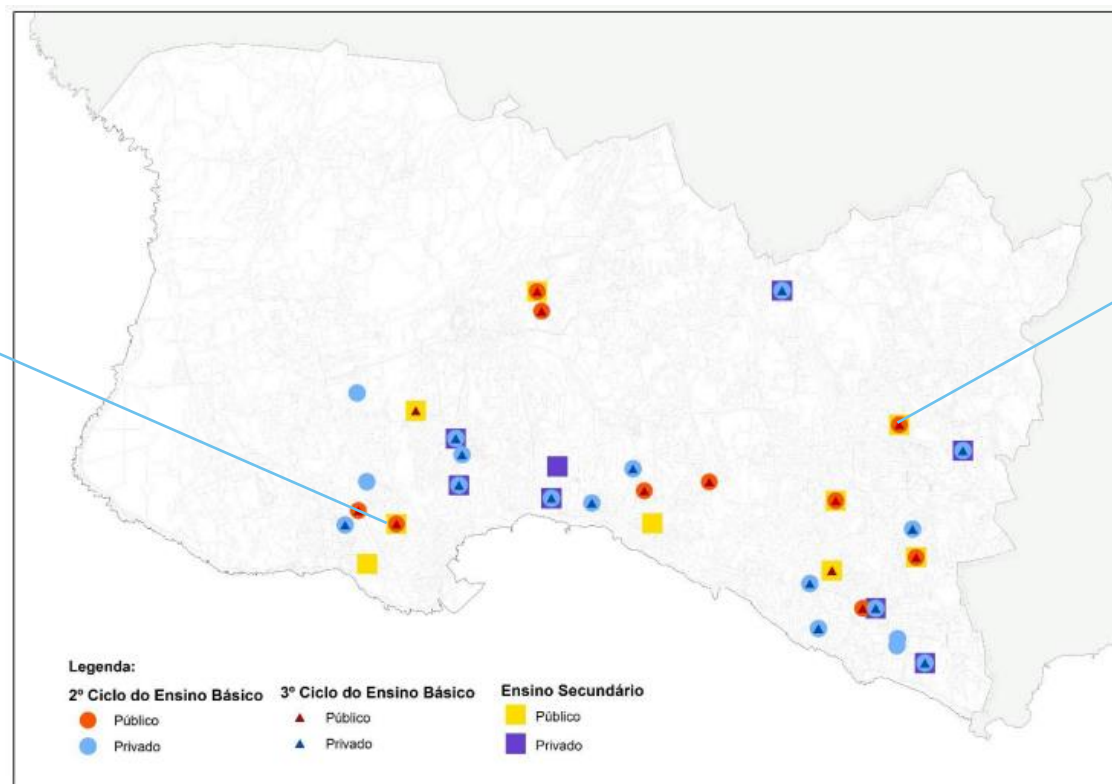 Legenda:
2º Ciclo do Ensino Básico
Público
Privado
3º Ciclo do Ensino Básico
Público
Privado
Ensino Secundário
Público
Privado